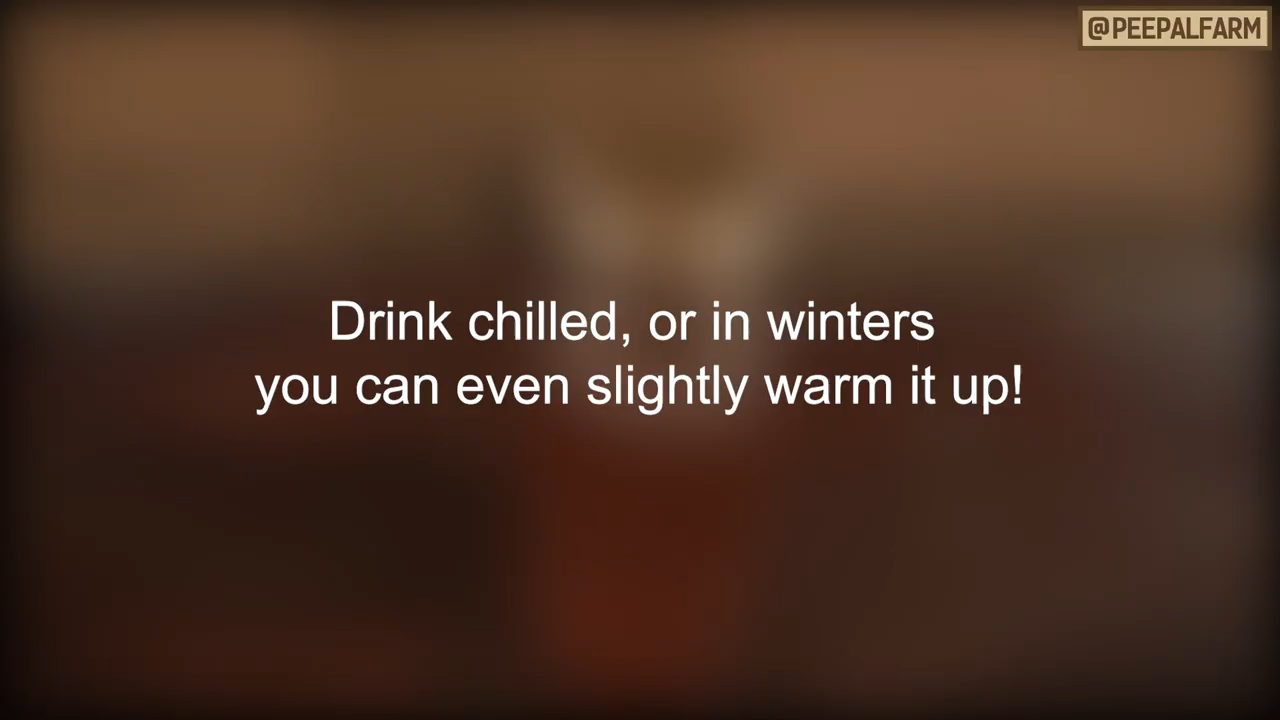 @PEEPALFARM
Drink chilled, or in winters
you can even slightly warm it up!